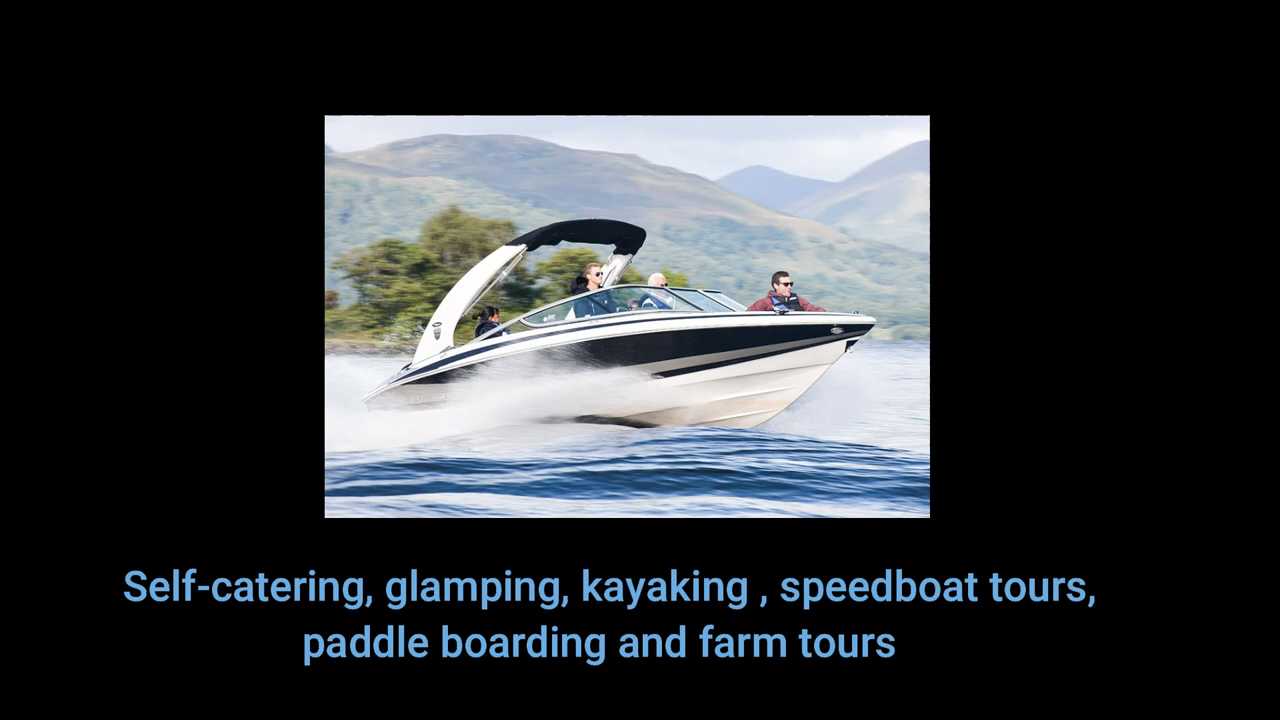 Self-catering, glamping, kayaking , speedboat tours,
paddle boarding and farm tours